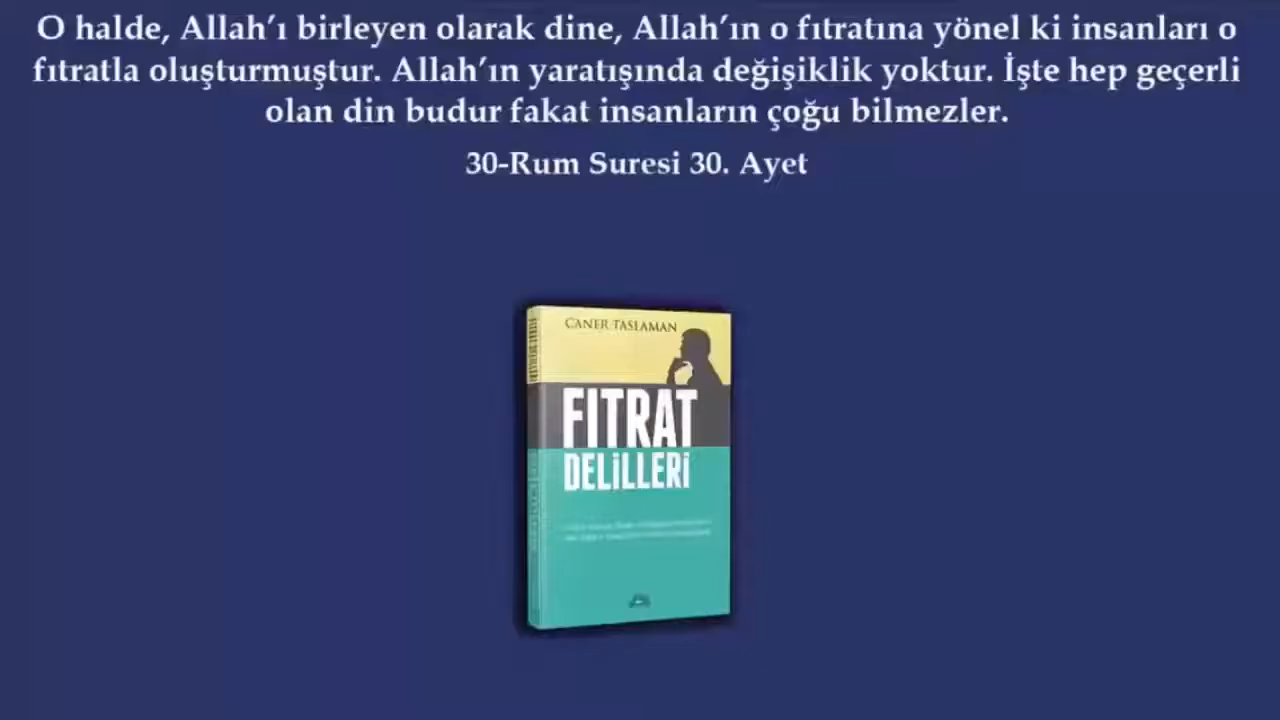 O halde, Allah’ı birleyen olarak dine, Allah’ın o fıtratına yönel ki insanları o
fıtratla oluşturmuştur. Allah’ın yaratışında değişiklik yoktur. İşte hep geçerli
olan din budur fakat insanların çoğu bilmezler.
30-Rum Suresi 30. Ayet
CANER TASLAMAN
FITRAT
DELİLLERİ